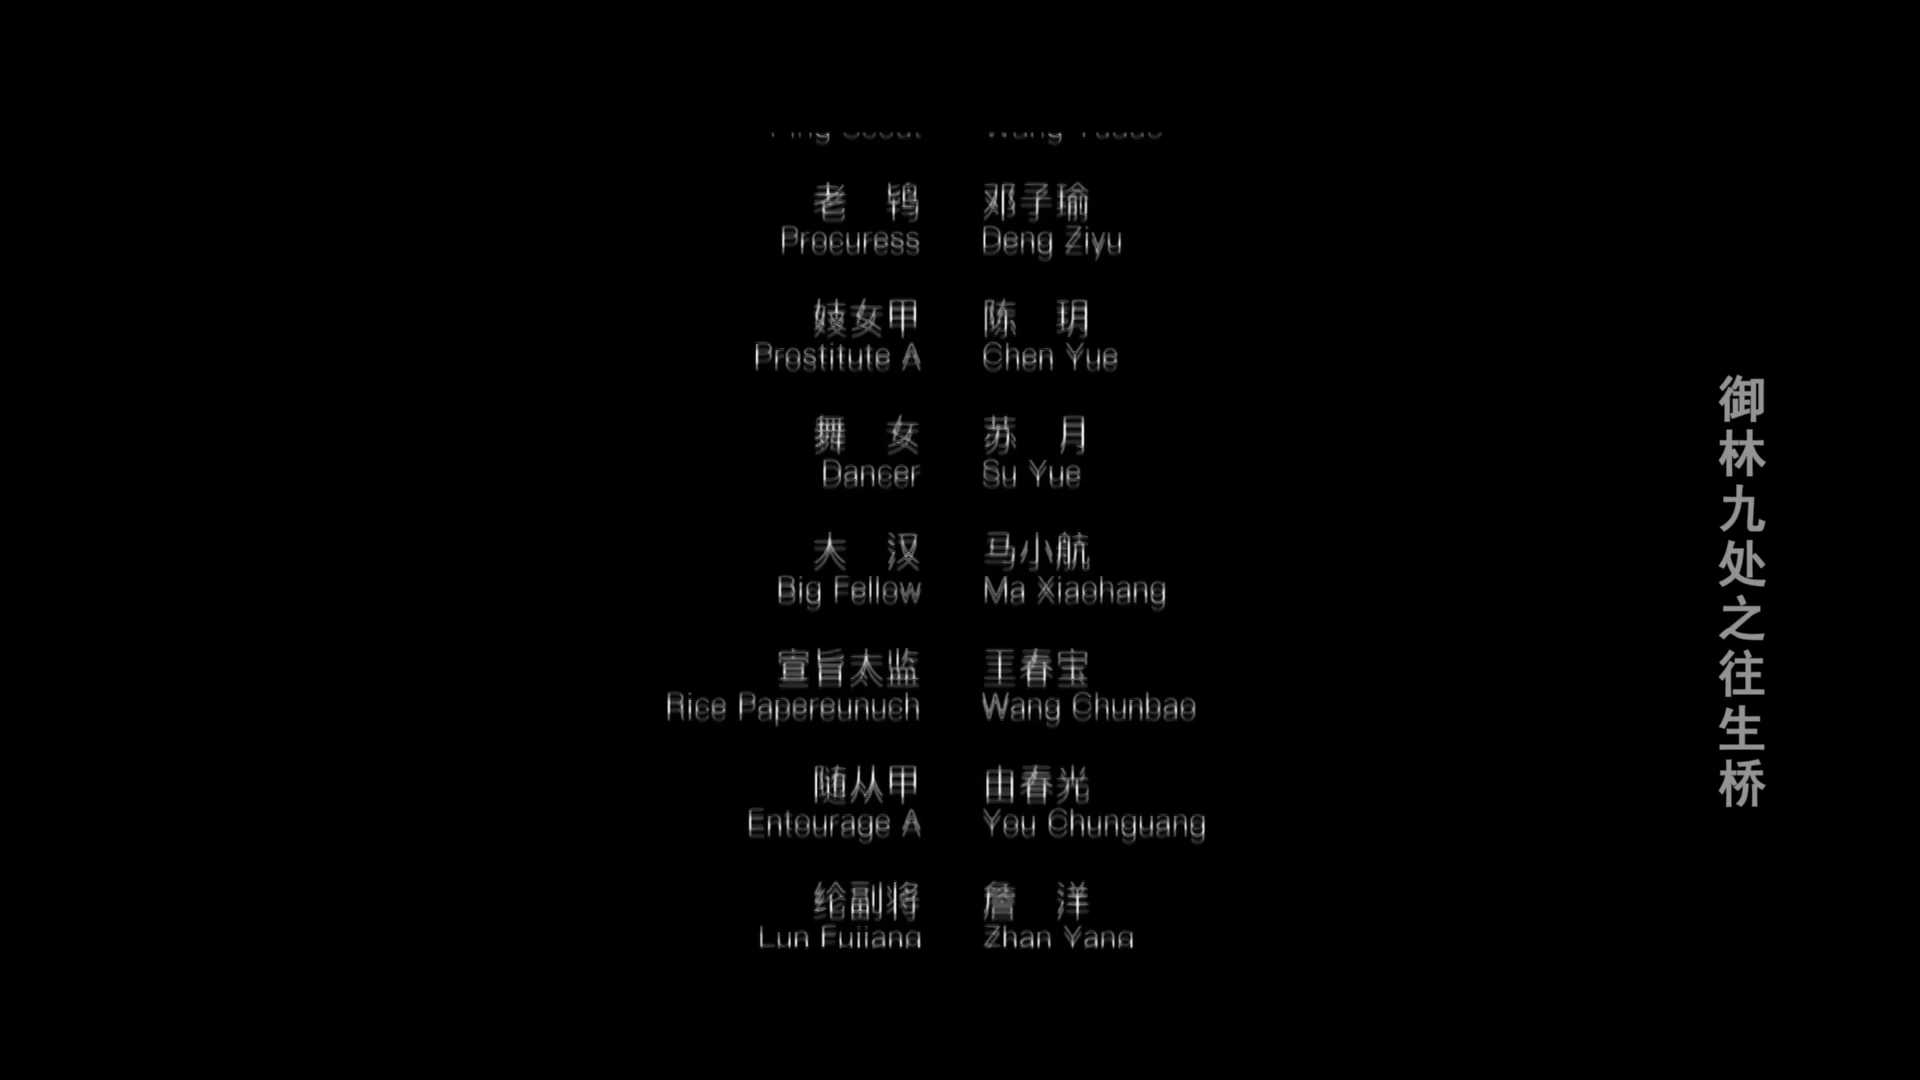 老鸨 邓子瑜
Procuress Deng Ziyu
妓女甲 陈玥
Prostitute A Chen Yue
舞女 苏月
Dancer Su Yue
大汉 马小航
Big Fellow Ma Xiaohang
宣旨太监 王春宝
Rice Papereunuch Wang Chunbao
随从甲 由春光
Entourage A You Chunguang
纶副将 詹洋
Lun Fujiang Zhan Yang
御林九处之往生桥